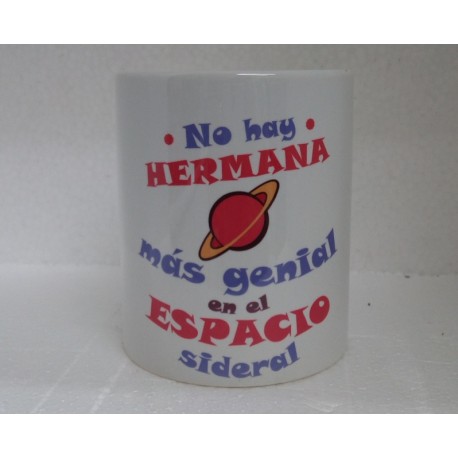 • No hay •
HERMANA
más genial
en el
ESPACIO
sideral